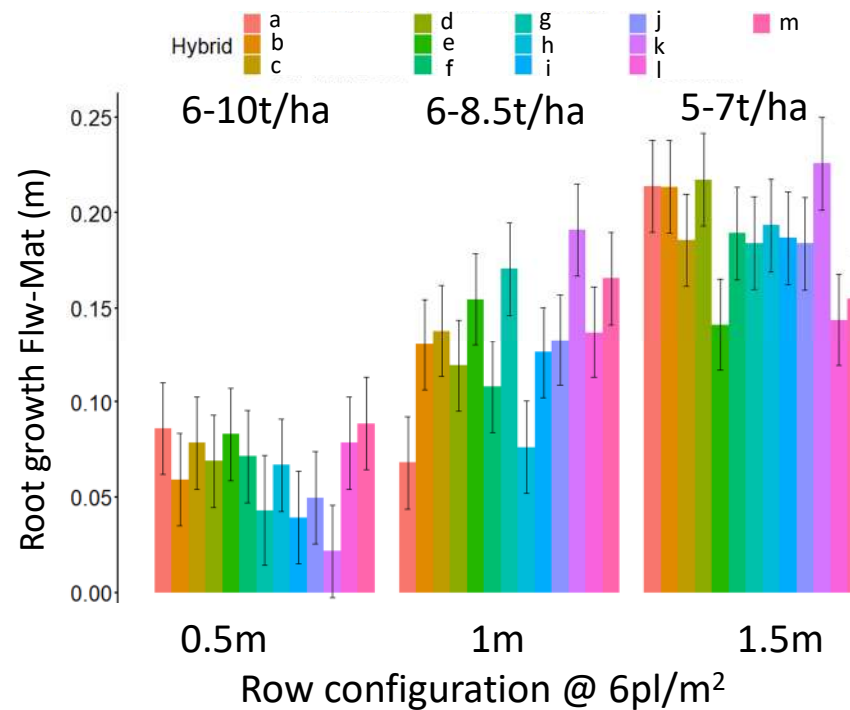 Hybrid
a
b
c
d
e
f
g
h
i
j
k
l
m
6-10t/ha
6-8.5t/ha
5-7t/ha
Root growth Flw-Mat (m)
0.25
0.20
0.15
0.10
0.05
0.00
0.5m
1m
1.5m
Row configuration @ 6pl/m²